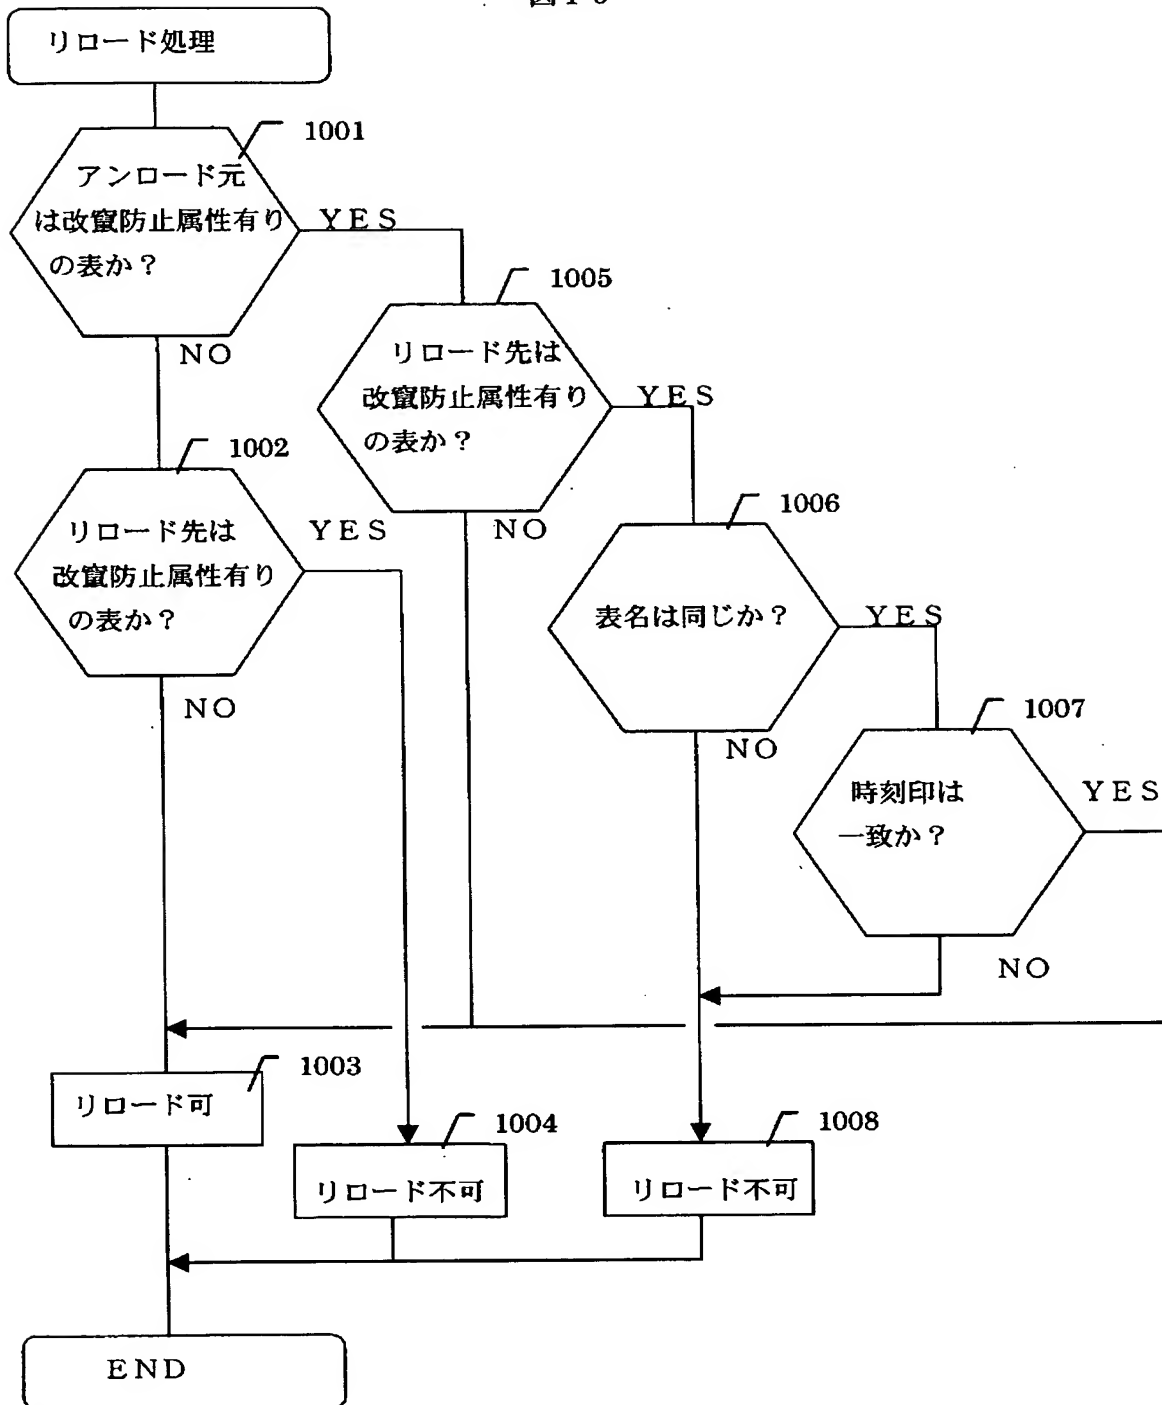 リロード処理
1001
アンロード元
は改竄防止属性有り
の表か？
YES
NO
1005
リロード先は
改竄防止属性有り
の表か？
YES
NO
1002
リロード先は
改竄防止属性有り
の表か？
YES
NO
1006
表名は同じか？
YES
NO
1007
時刻印は
一致か？
YES
NO
1003
リロード可
1004
リロード不可
1008
リロード不可
END